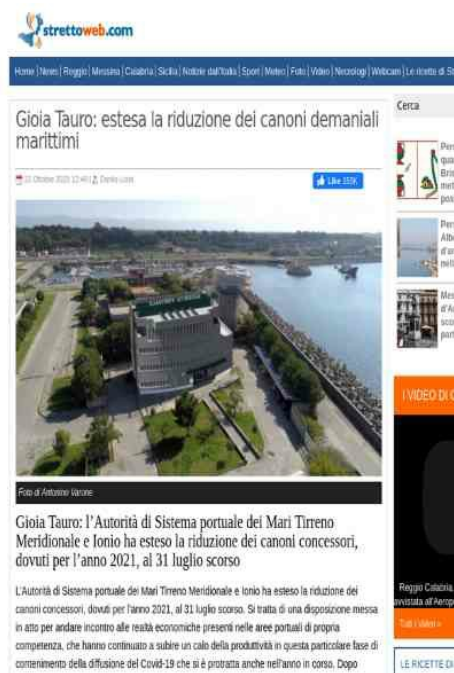 strettoweb.com
Home | News | Reggio | Messina | Calabria | Sicilia | Notizie dall'Italia | Sport | Meteo | Foto | Video | Necrologi | Webcam | Le ricette di St
Gioia Tauro: estesa la riduzione dei canoni demaniali
marittimi
Like
Cerca
Foto di Antonino Varone
Gioia Tauro: l'Autorità di Sistema portuale dei Mari Tirreno
Meridionale e Ionio ha esteso la riduzione dei canoni concessori,
dovuti per l'anno 2021, al 31 luglio scorso
L'Autorità di Sistema portuale dei Mari Tirreno Meridionale e Ionio ha esteso la riduzione dei
canoni concessori, dovuti per l'anno 2021, al 31 luglio scorso. Si tratta di una disposizione messa
in atto per andare incontro alle realtà economiche presenti nelle aree portuali di propria
competenza, che hanno continuato a subire un calo della produttività in questa particolare fase di
contenimento della diffusione del Covid-19 che si è protratta anche nell'anno in corso. Dopo
I VIDEO DI
Reggio Calabria,
avvistata all'Aerop
Tutti i Video »
LE RICETTE DI